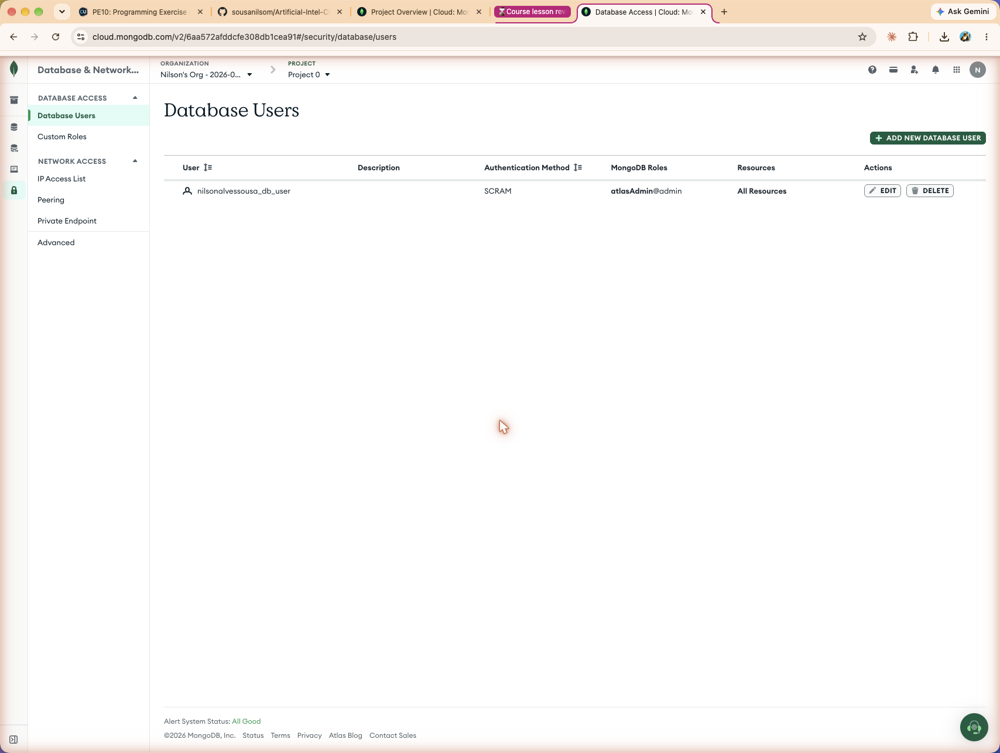 CU PE10: Programming Exercise
sousanilsom/Artificial-Intel-C
Project Overview | Cloud: Mo
Course lesson rev
Database Access | Cloud: Mo
Ask Gemini
cloud.mongodb.com/v2/6aa572afddcfe308db1cea91#/security/database/users
Database & Network...
ORGANIZATION
Nilson's Org - 2026-0...
PROJECT
Project 0
N
DATABASE ACCESS
Database Users
Custom Roles
NETWORK ACCESS
IP Access List
Peering
Private Endpoint
Advanced
Database Users
ADD NEW DATABASE USER
User Description Authentication Method MongoDB Roles Resources Actions
nilsonalvessousa_db_user SCRAM atlasAdmin@admin All Resources EDIT DELETE
Alert System Status: All Good
©2026 MongoDB, Inc. Status Terms Privacy Atlas Blog Contact Sales